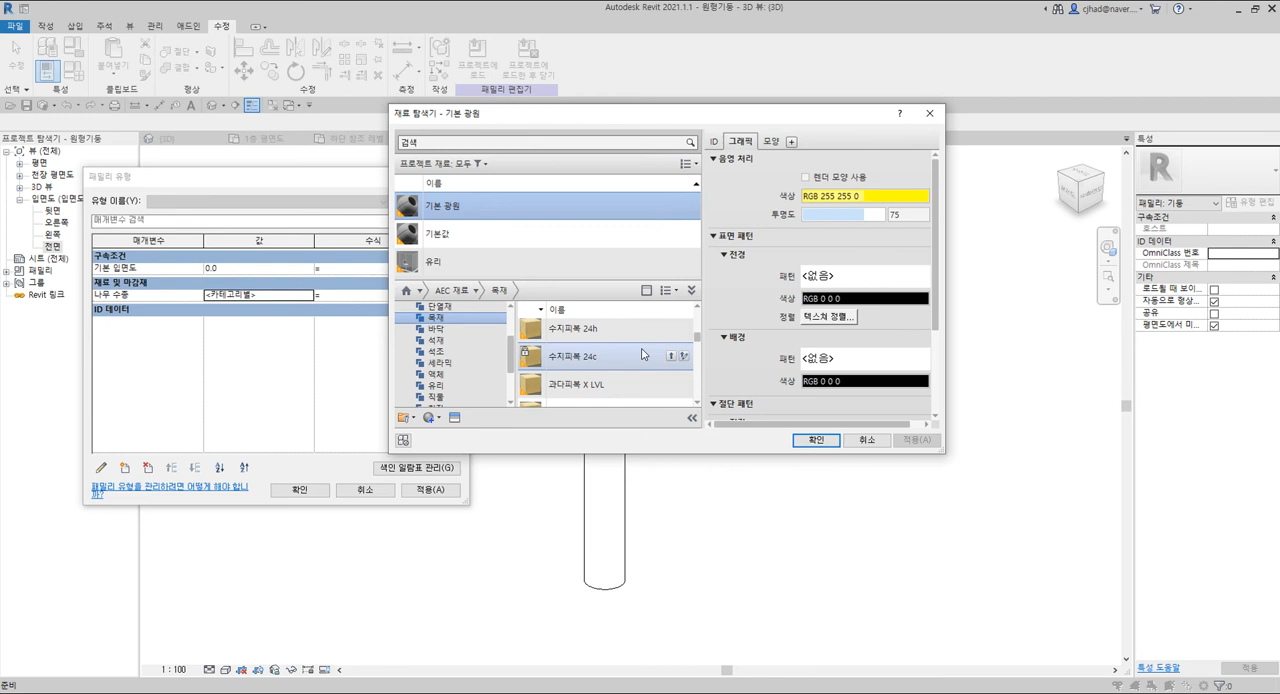 Autodesk Revit 2021.1.1 - 원형기둥 - 3D 뷰: {3D}
cjhad@naver....
파일 작성 삽입 주석 뷰 관리 애드인 수정
수정
붙여넣기
절단
결합
프로젝트에
로드
프로젝트에
로드한 후 닫기
선택 특성 클립보드 형상 수정 측정 작성 패밀리 편집기
프로젝트 탐색기 - 원형기둥
뷰 (전체)
평면
천장 평면도
3D 뷰
입면도 (입면도
뒷면
오른쪽
왼쪽
전면
시트 (전체)
패밀리
그룹
Revit 링크
{3D}
1층 평면도
하단 참조 레벨
패밀리 유형
유형 이름(Y):
매개변수 검색
매개변수 값 수식
구속조건
기본 입면도 0.0 =
재료 및 마감재
나무 수종 <카테고리별> =
ID 데이터
색인 일람표 관리(G)
패밀리 유형을 관리하려면 어떻게 해야 합니
까?
확인 취소 적용(A)
재료 탐색기 - 기본 광원
?
검색
프로젝트 재료: 모두
이름
기본 광원
기본값
유리
AEC 재료 목재
단열재
목재
바닥
석재
석조
세라믹
액체
유리
직물
이름
수지피복 24h
수지피복 24c
과다피복 X LVL
ID 그래픽 모양
음영 처리
렌더 모양 사용
색상 RGB 255 255 0
투명도 75
표면 패턴
전경
패턴 <없음>
색상 RGB 0 0 0
정렬 텍스쳐 정렬...
배경
패턴 <없음>
색상 RGB 0 0 0
절단 패턴
확인 취소 적용(A)
특성
R
패밀리: 기둥 유형 편집
구속조건
호스트
ID 데이터
OmniClass 번호
OmniClass 제목
기타
로드될 때 보이...
자동으로 형상...
공유
평면도에서 미...
특성 도움말 적용
1 : 100
준비
:0